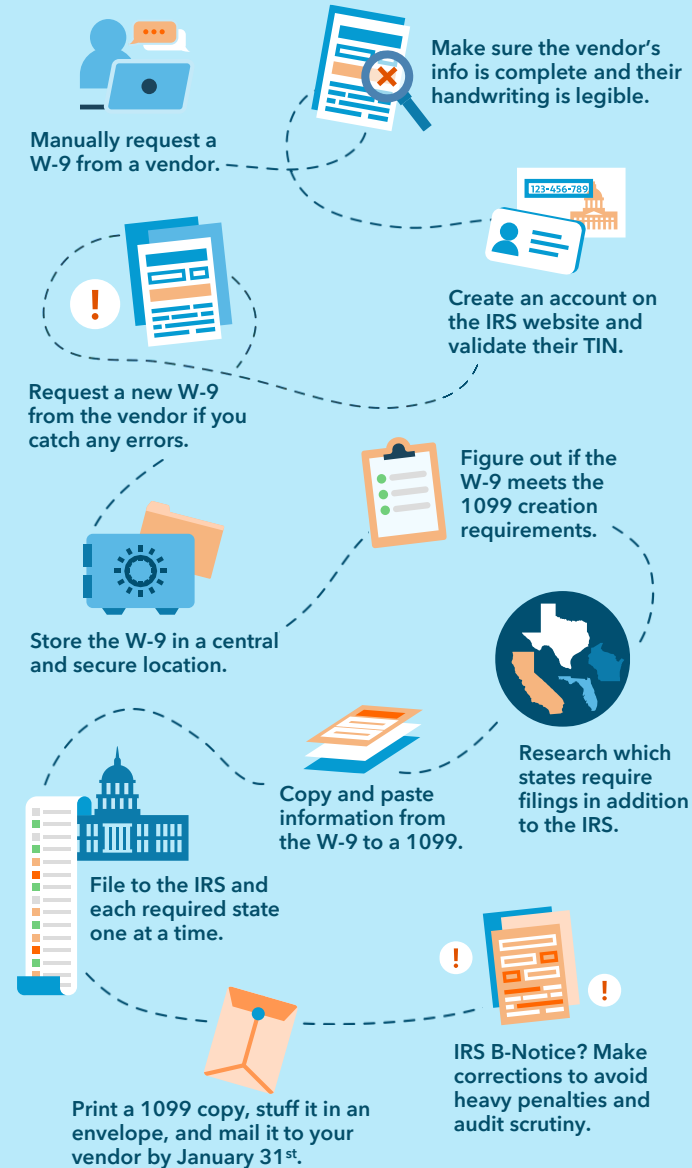 Manually request a
W-9 from a vendor.
Make sure the vendor's
info is complete and their
handwriting is legible.
123-456-789
Create an account on
the IRS website and
validate their TIN.
!
Request a new W-9
from the vendor if you
catch any errors.
Store the W-9 in a central
and secure location.
Figure out if the
W-9 meets the
1099 creation
requirements.
Research which
states require
filings in addition
to the IRS.
Copy and paste
information from
the W-9 to a 1099.
File to the IRS and
each required state
one at a time.
Print a 1099 copy, stuff it in an
envelope, and mail it to your
vendor by January 31st.
!
!
IRS B-Notice? Make
corrections to avoid
heavy penalties and
audit scrutiny.